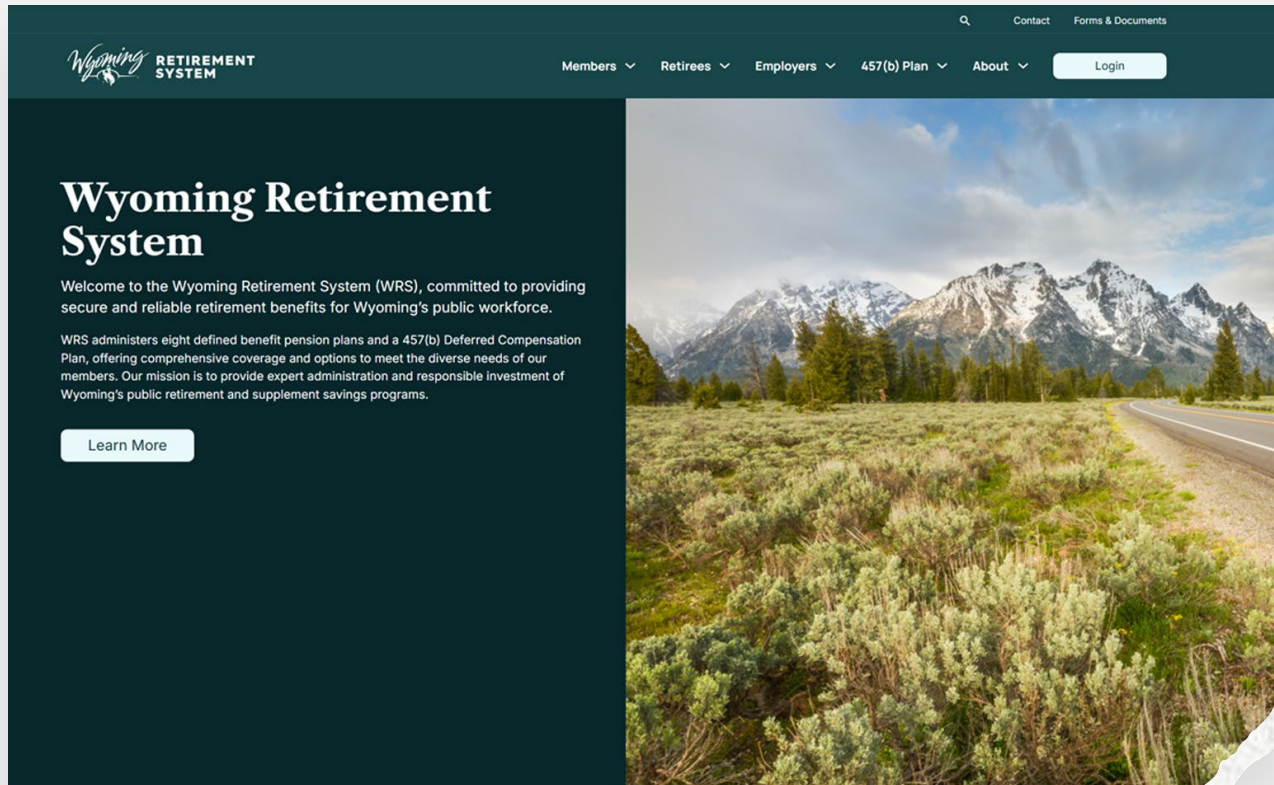 Contact Forms & Documents
Wyoming RETIREMENT
SYSTEM
Members Retirees Employers 457(b) Plan About Login
Wyoming Retirement
System
Welcome to the Wyoming Retirement System (WRS), committed to providing
secure and reliable retirement benefits for Wyoming's public workforce.
WRS administers eight defined benefit pension plans and a 457(b) Deferred Compensation
Plan, offering comprehensive coverage and options to meet the diverse needs of our
members. Our mission is to provide expert administration and responsible investment of
Wyoming's public retirement and supplement savings programs.
Learn More